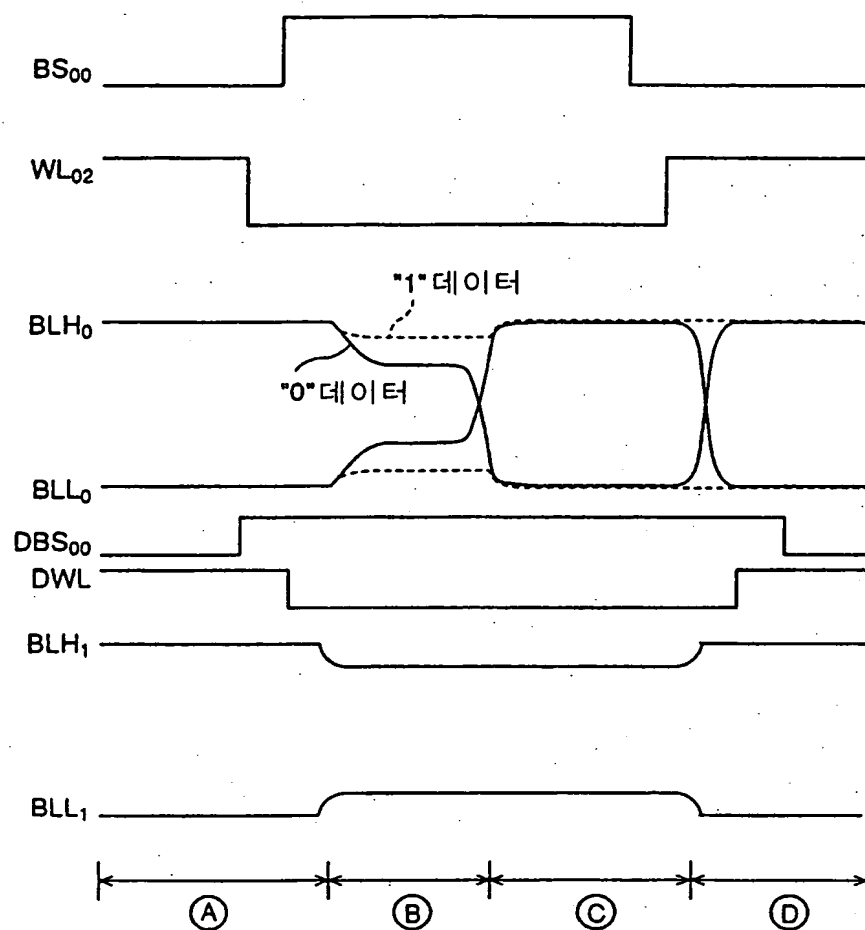 BS₀₀
WL₀₂
"1" 데이터
BLH₀
"0" 데이터
BLL₀
DBS₀₀
DWL
BLH₁
BLL₁
Ⓐ Ⓑ Ⓒ Ⓓ